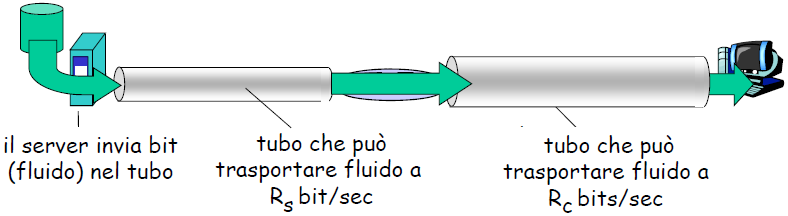 il server invia bit
(fluido) nel tubo
tubo che può
trasportare fluido a
Rs bit/sec
tubo che può
trasportare fluido a
Rc bits/sec